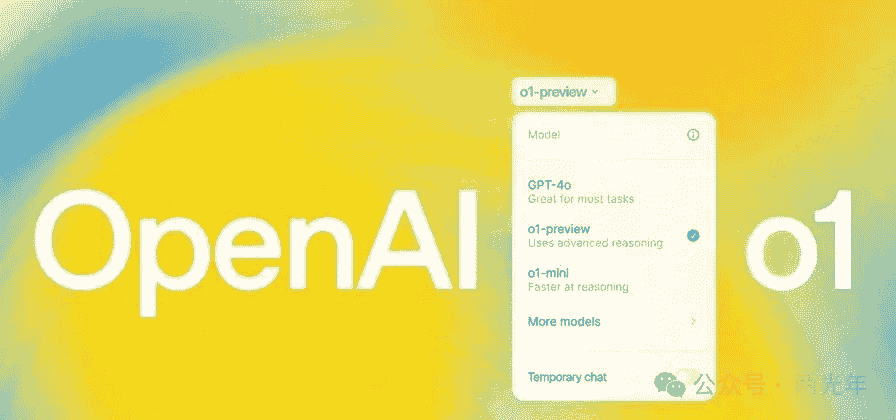 OpenAI
o1-preview
Model
GPT-4o
Great for most tasks
o1-preview
Uses advanced reasoning
o1-mini
Faster at reasoning
More models
Temporary chat
o1
公众号 ·